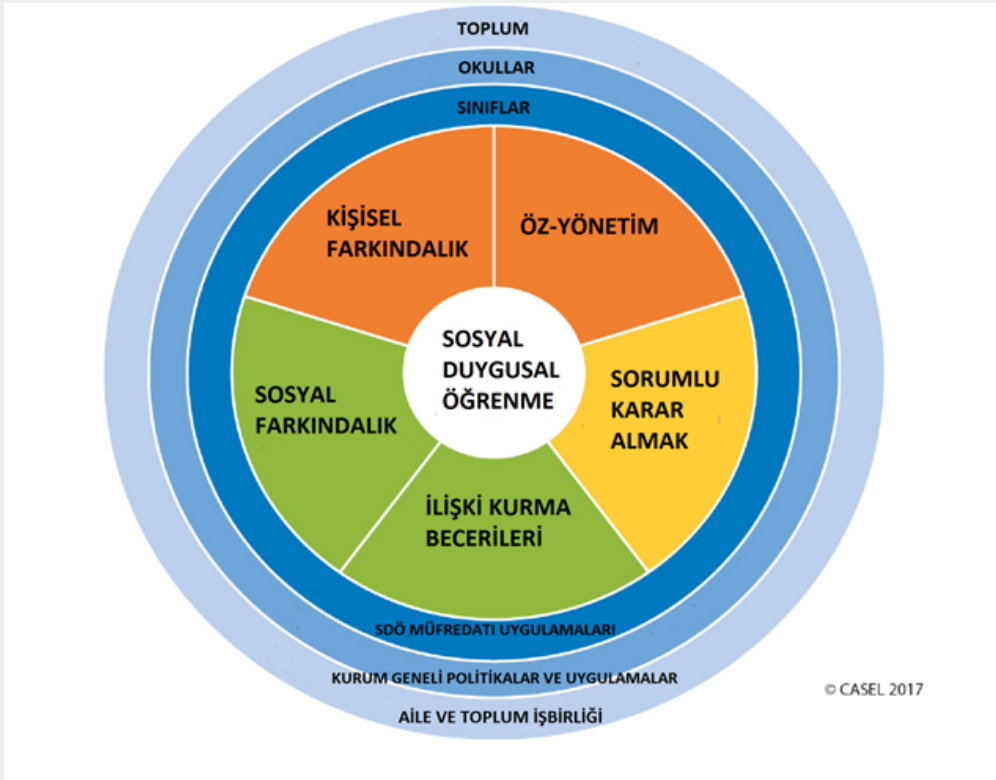 TOPLUM
OKULLAR
SINIFLAR
KİŞİSEL
FARKINDALIK
ÖZ-YÖNETİM
SOSYAL
DUYGUSAL
ÖĞRENME
SOSYAL
FARKINDALIK
SORUMLU
KARAR
ALMAK
İLİŞKİ KURMA
BECERİLERİ
SDÖ MÜFREDATI UYGULAMALARI
KURUM GENELİ POLİTİKALAR VE UYGULAMALAR
AİLE VE TOPLUM İŞBİRLİĞİ
© CASEL 2017